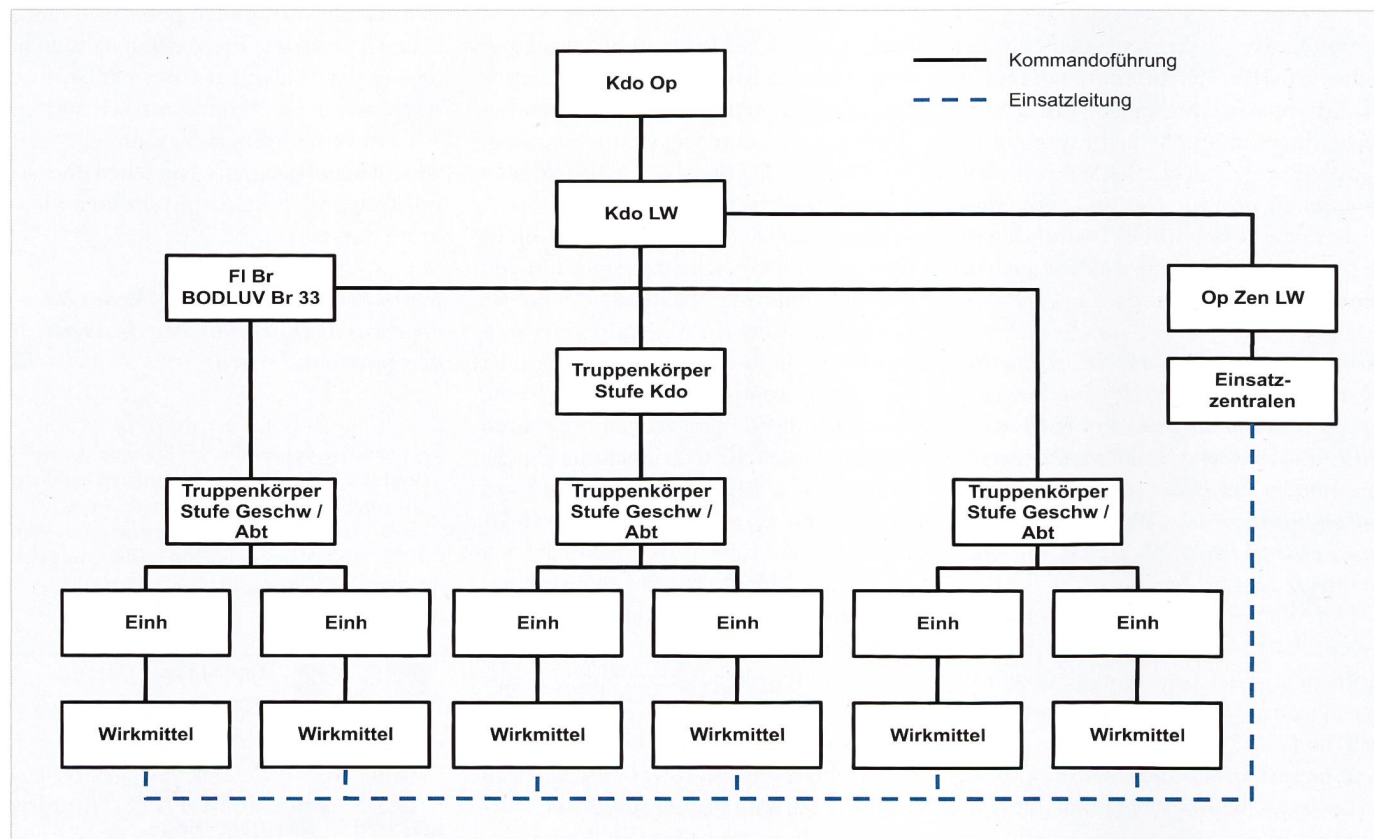 Kdo Op
Kommandoführung
Einsatzleitung
Kdo LW
Fl Br
BODLUV Br 33
Op Zen LW
Truppenkörper
Stufe Kdo
Einsatz-
zentralen
Truppenkörper
Stufe Geschw /
Abt
Truppenkörper
Stufe Geschw /
Abt
Truppenkörper
Stufe Geschw /
Abt
Einh
Einh
Einh
Einh
Einh
Einh
Wirkmittel
Wirkmittel
Wirkmittel
Wirkmittel
Wirkmittel
Wirkmittel